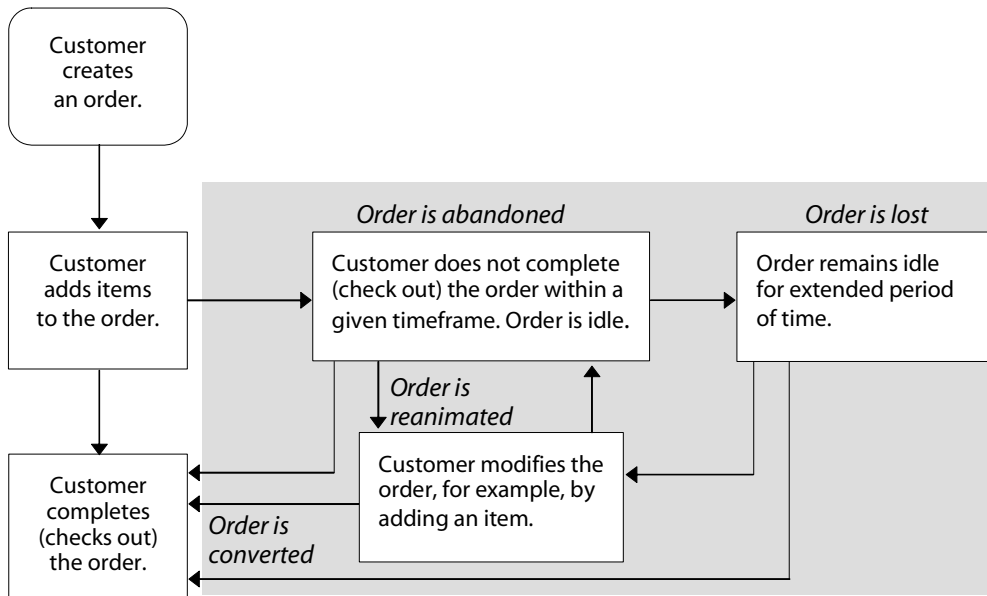 Customer
creates
an order.
Order is abandoned
Order is lost
Customer
adds items
to the order.
Customer does not complete
(check out) the order within a
given timeframe. Order is idle.
Order remains idle
for extended period
of time.
Order is
reanimated
Customer modifies the
order, for example, by
adding an item.
Customer
completes
(checks out)
the order.
Order is
converted